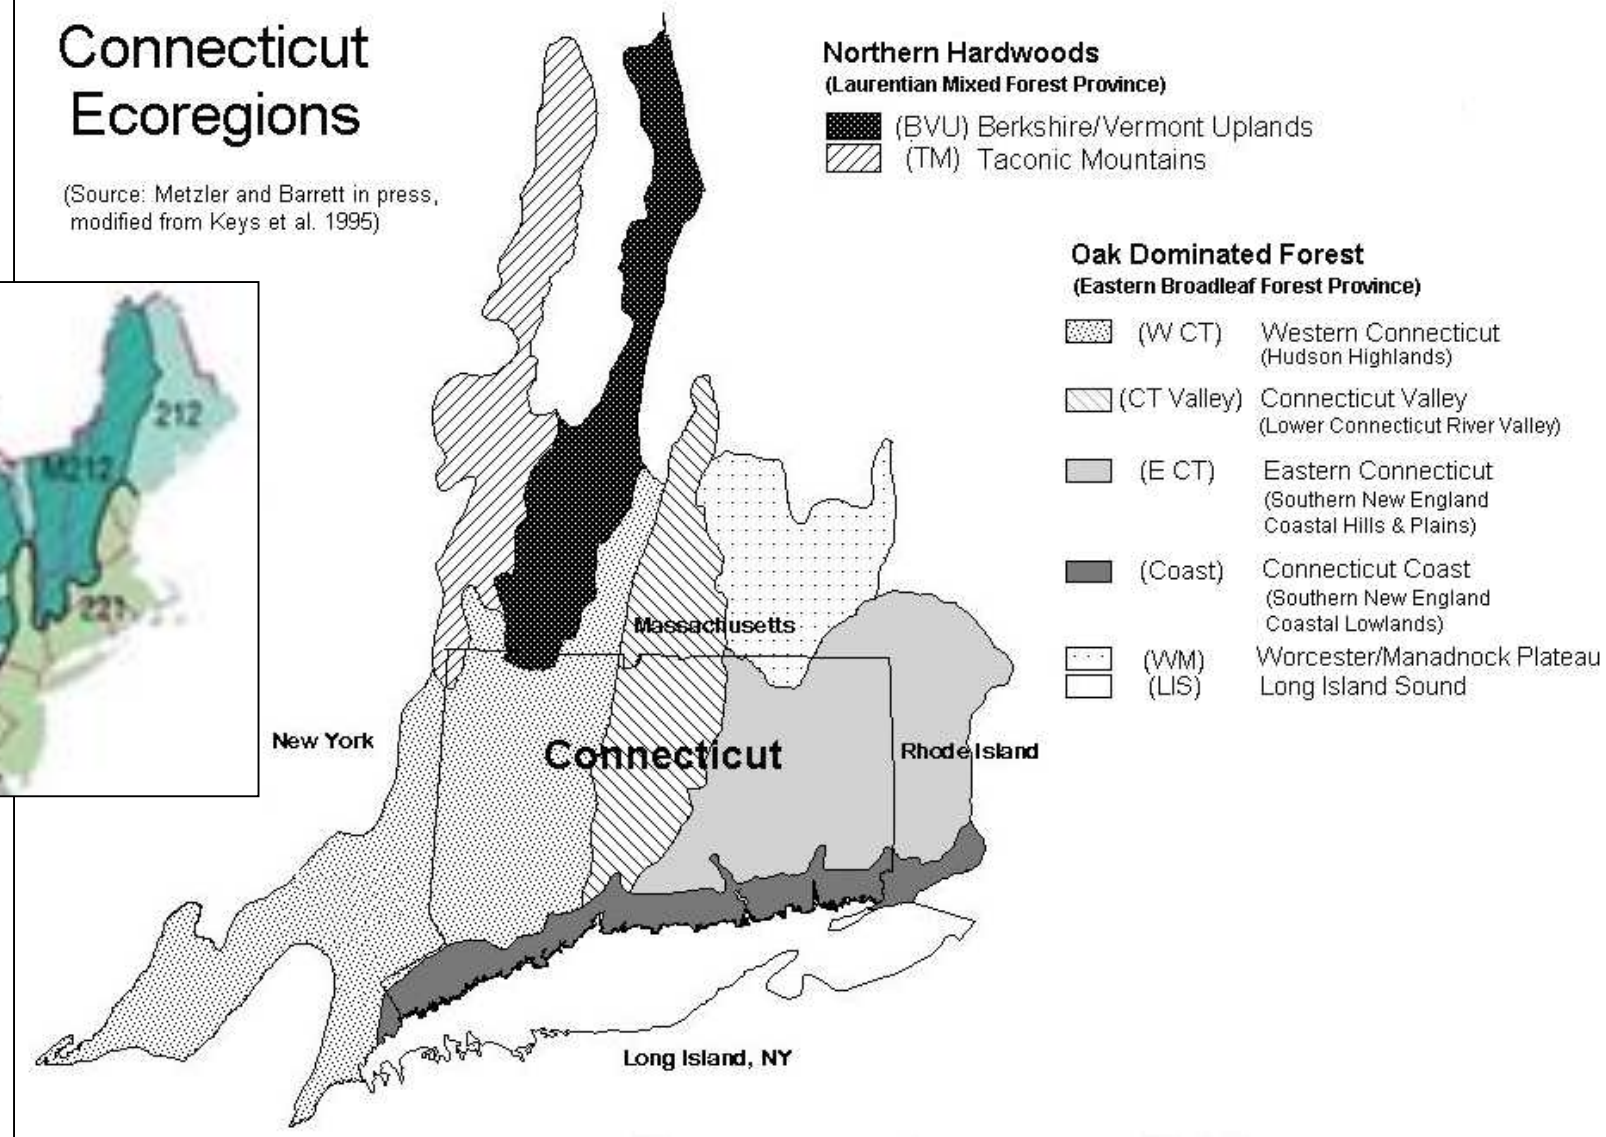 Connecticut
Ecoregions
(Source: Metzler and Barrett in press,
modified from Keys et al. 1995)
Northern Hardwoods
(Laurentian Mixed Forest Province)
(BVU) Berkshire/Vermont Uplands
(TM) Taconic Mountains
Oak Dominated Forest
(Eastern Broadleaf Forest Province)
(W CT) Western Connecticut
(Hudson Highlands)
(CT Valley) Connecticut Valley
(Lower Connecticut River Valley)
(E CT) Eastern Connecticut
(Southern New England
Coastal Hills & Plains)
(Coast) Connecticut Coast
(Southern New England
Coastal Lowlands)
(WM) Worcester/Manadnock Plateau
(LIS) Long Island Sound
212
M212
221
Massachusetts
New York
Connecticut
Rhode Island
Long Island, NY